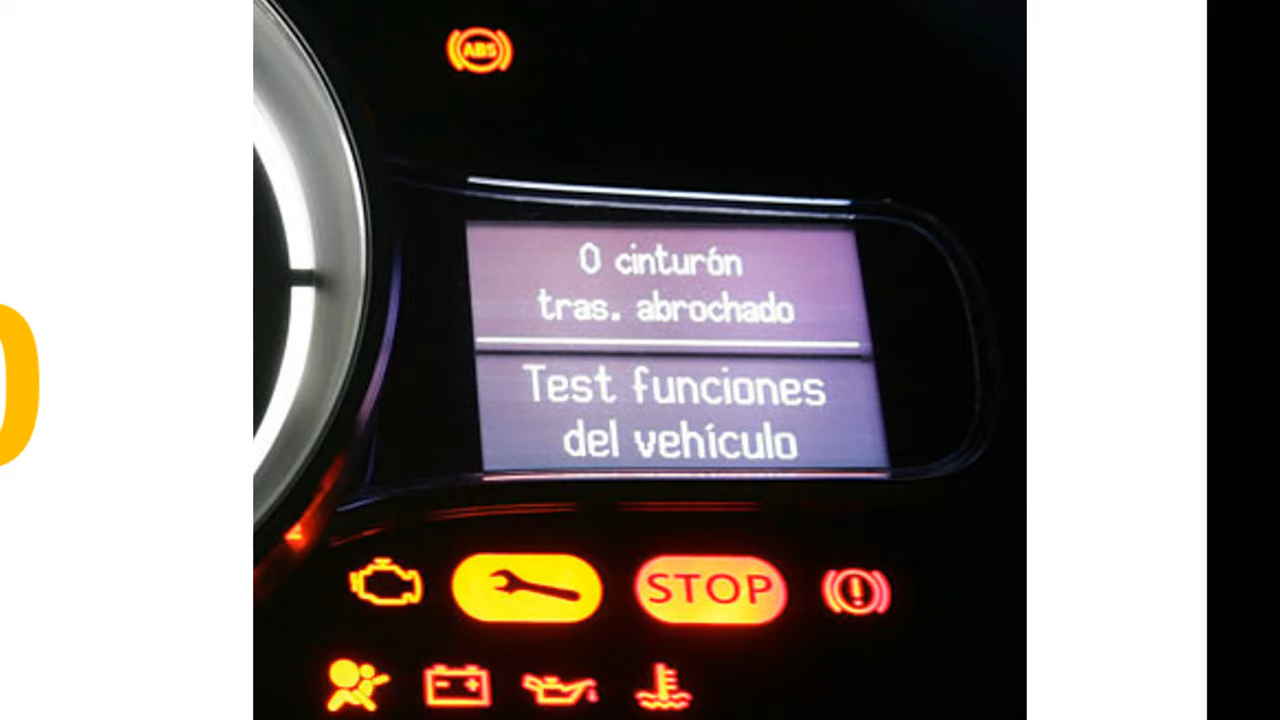 ABS
0 cinturón
tras. abrochado
Test funciones
del vehículo
STOP